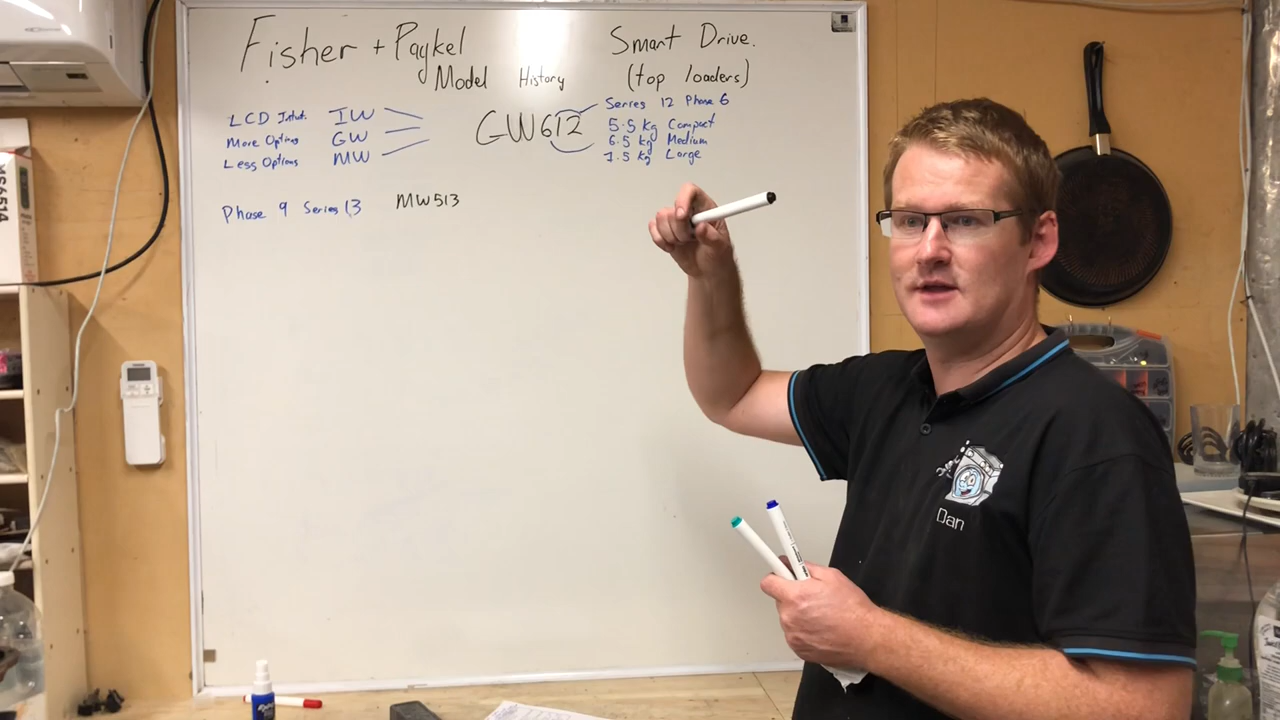 Fisher + Paykel Smart Drive.
Model History (top loaders)
LCD Intuit. IW
More Options GW
Less Options MW
GW612
Series 12 Phase 6
5.5 kg Compact
6.5 kg Medium
7.5 kg Large
Phase 9 Series 13 MW513
Dan
MS6514